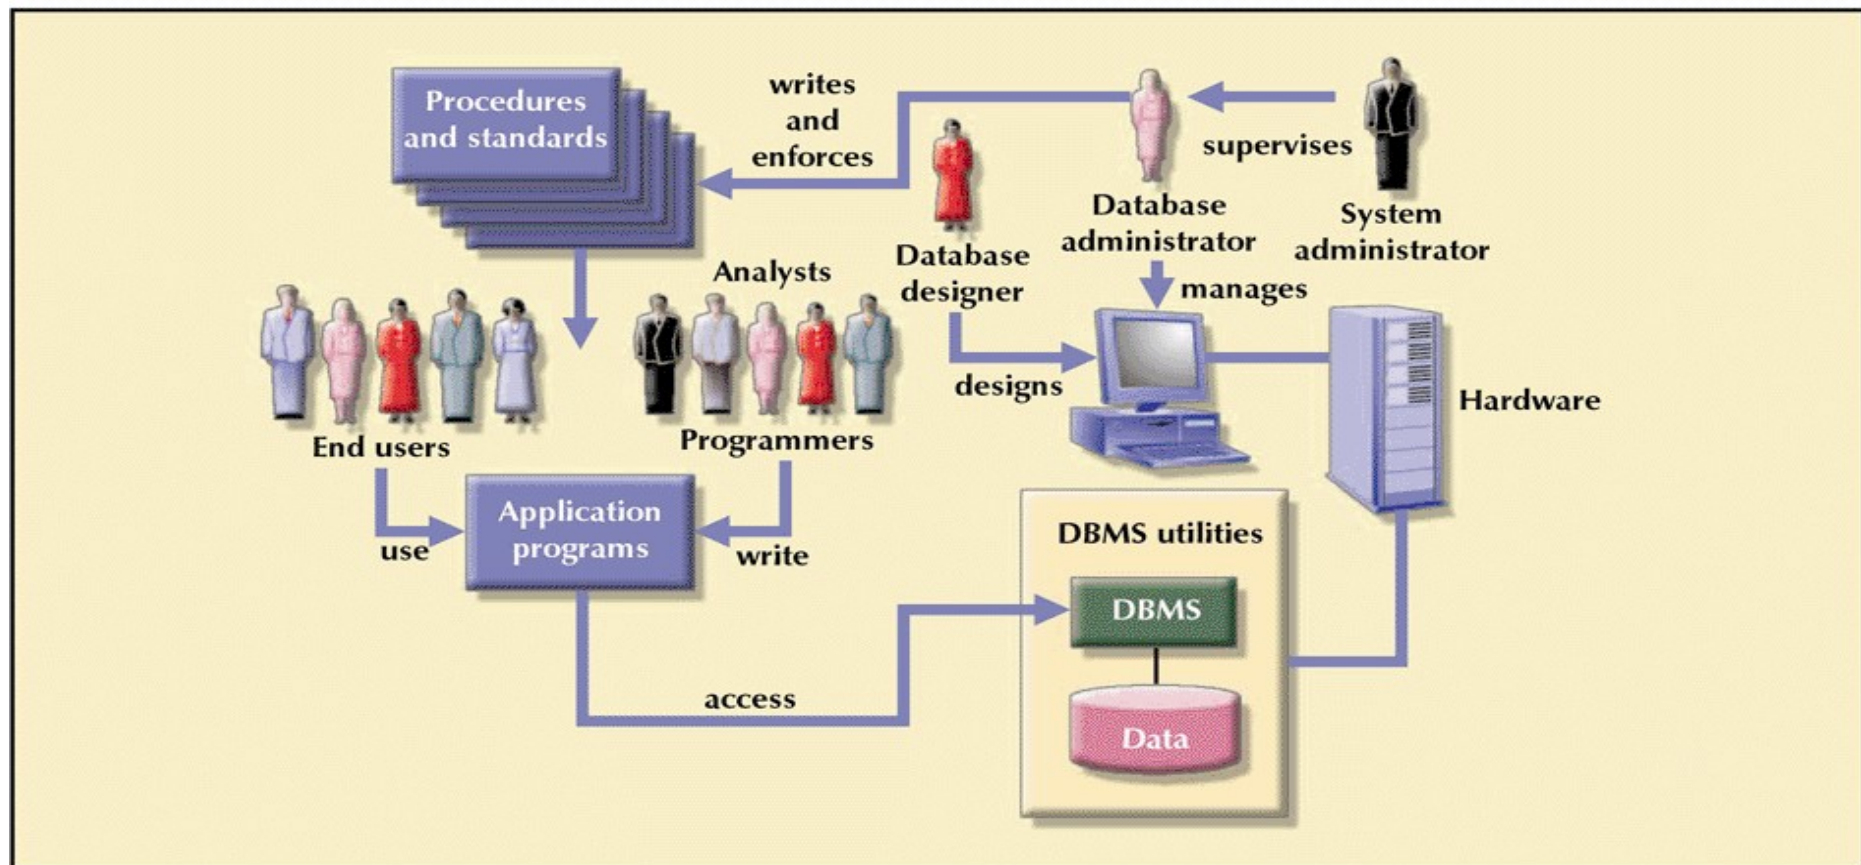 Procedures
and standards
writes
and
enforces
supervises
Database
administrator
System
administrator
Database
designer
manages
designs
Hardware
Analysts
End users
Programmers
use
Application
programs
write
access
DBMS utilities
DBMS
Data